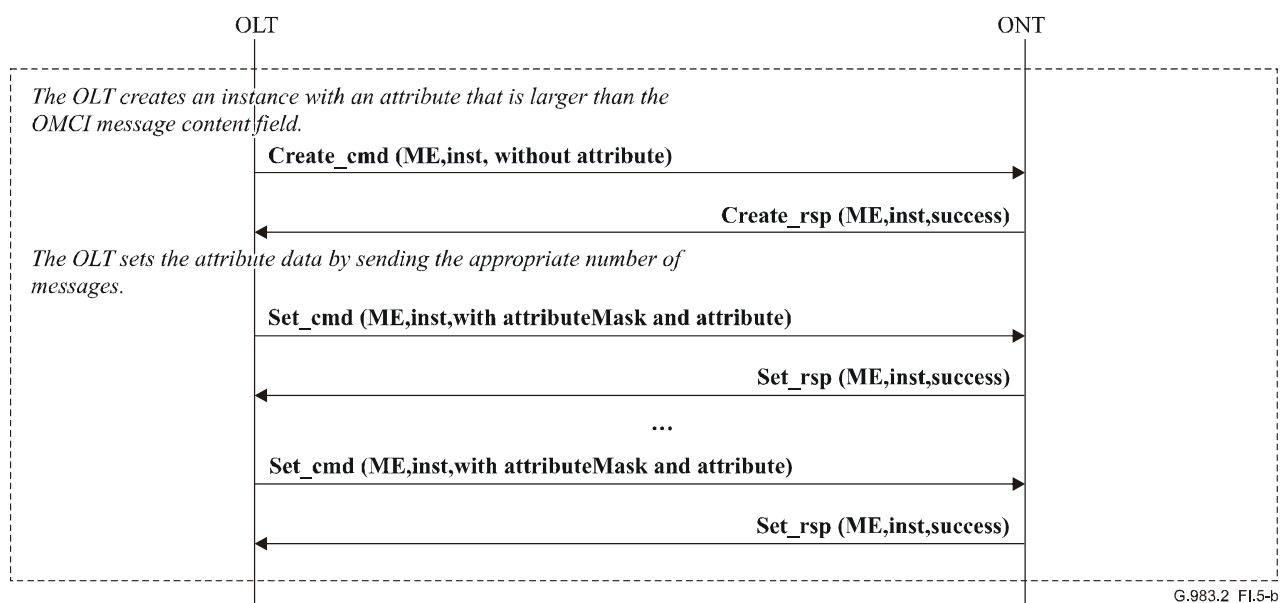 OLT
ONT
The OLT creates an instance with an attribute that is larger than the
OMCI message content field.
Create_cmd (ME,inst, without attribute)
Create_rsp (ME,inst,success)
The OLT sets the attribute data by sending the appropriate number of
messages.
Set_cmd (ME,inst,with attributeMask and attribute)
Set_rsp (ME,inst,success)
...
Set_cmd (ME,inst,with attributeMask and attribute)
Set_rsp (ME,inst,success)
G.983.2_FI.5-b